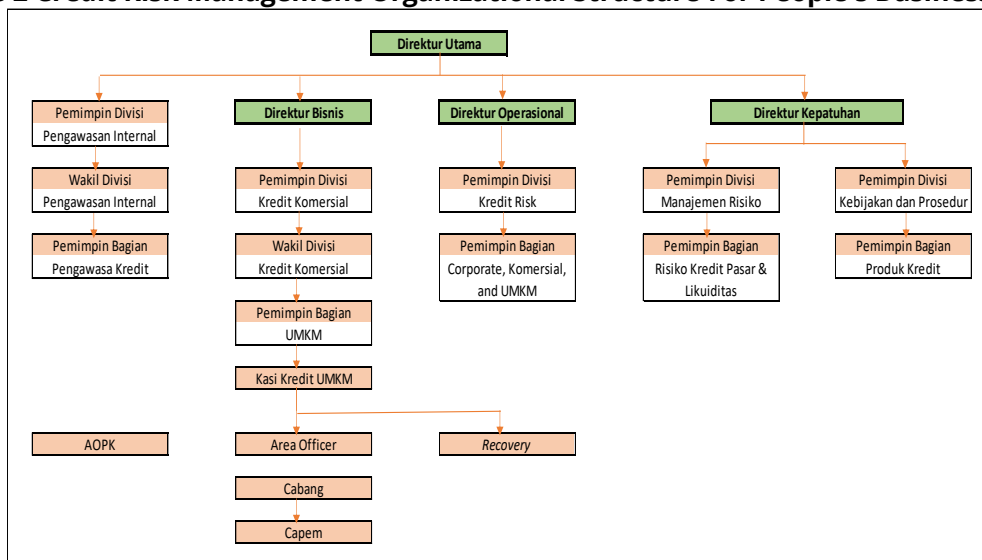 Credit Risk Management Organizational Structure For People's Business
Direktur Utama
Pemimpin Divisi
Pengawasan Internal
Direktur Bisnis
Direktur Operasional
Direktur Kepatuhan
Wakil Divisi
Pengawasan Internal
Pemimpin Divisi
Kredit Komersial
Pemimpin Divisi
Kredit Risk
Pemimpin Divisi
Manajemen Risiko
Pemimpin Divisi
Kebijakan dan Prosedur
Pemimpin Bagian
Pengawasa Kredit
Wakil Divisi
Kredit Komersial
Pemimpin Bagian
Corporate, Komersial,
and UMKM
Pemimpin Bagian
Risiko Kredit Pasar &
Likuiditas
Pemimpin Bagian
Produk Kredit
Pemimpin Bagian
UMKM
Kasi Kredit UMKM
AOPK
Area Officer
Recovery
Cabang
Capem